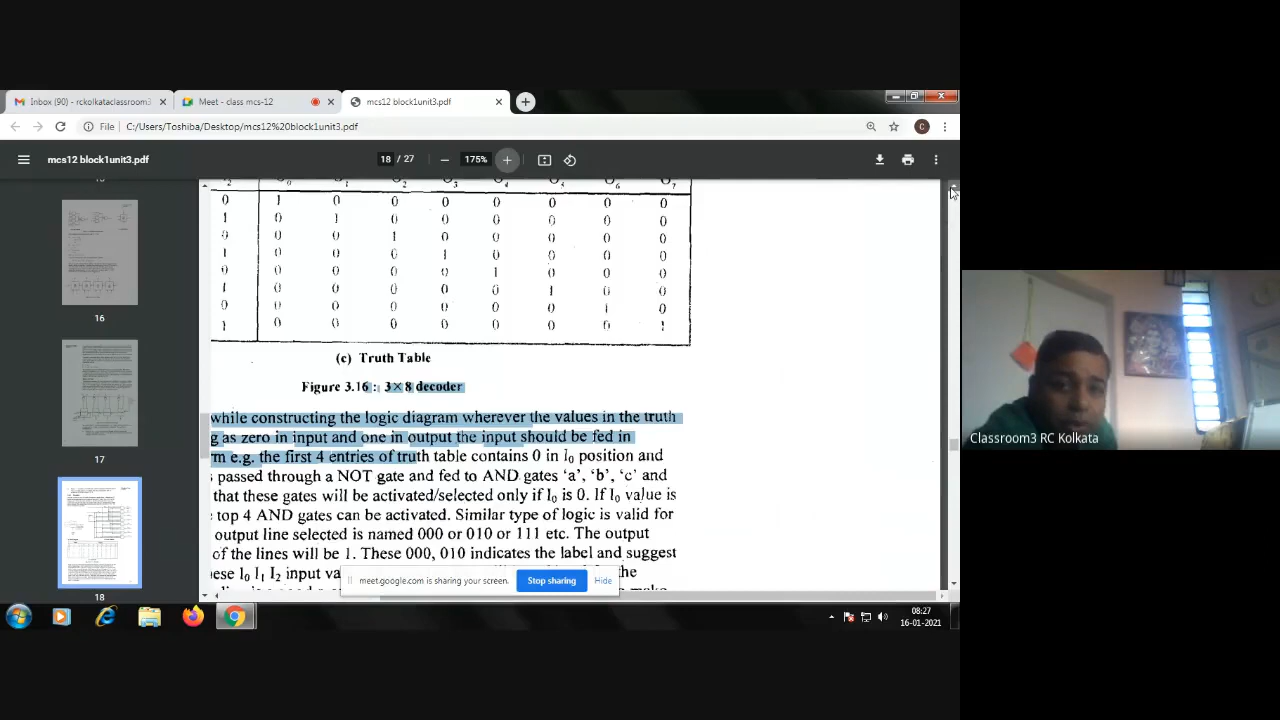 Inbox (90) - rckolkataclassroom3
Meet - class mcs-12
mcs12 block1unit3.pdf
File | C:/Users/Toshiba/Desktop/mcs12%20block1unit3.pdf
C
mcs12 block1unit3.pdf
18 / 27
175%
16
17
18
0 1 0 0 0 0 0 0 0
1 0 1 0 0 0 0 0 0
0 0 0 1 0 0 0 0 0
1 0 0 0 1 0 0 0 0
0 0 0 0 0 1 0 0 0
1 0 0 0 0 0 1 0 0
0 0 0 0 0 0 0 1 0
1 0 0 0 0 0 0 0 1
(c) Truth Table
Figure 3.16 : 3×8 decoder
while constructing the logic diagram wherever the values in the truth
g as zero in input and one in output the input should be fed in
rm e.g. the first 4 entries of truth table contains 0 in I₀ position and
s passed through a NOT gate and fed to AND gates ‘a’, ‘b’, ‘c’ and
that these gates will be activated/selected only if I₀ is 0. If I₀ value is
top 4 AND gates can be activated. Similar type of logic is valid for
output line selected is named 000 or 010 or 111 etc. The output
of the lines will be 1. These 000, 010 indicates the label and suggest
ese I₀ I₁ I₂ input va
the
meet.google.com is sharing your screen.
Stop sharing
Hide
08:27
16-01-2021
Classroom3 RC Kolkata